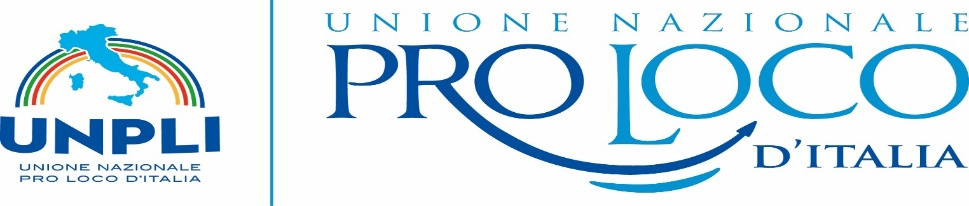 UNPLI
UNIONE NAZIONALE
PRO LOCO D'ITALIA
UNIONE NAZIONALE
PRO LOCO
D'ITALIA